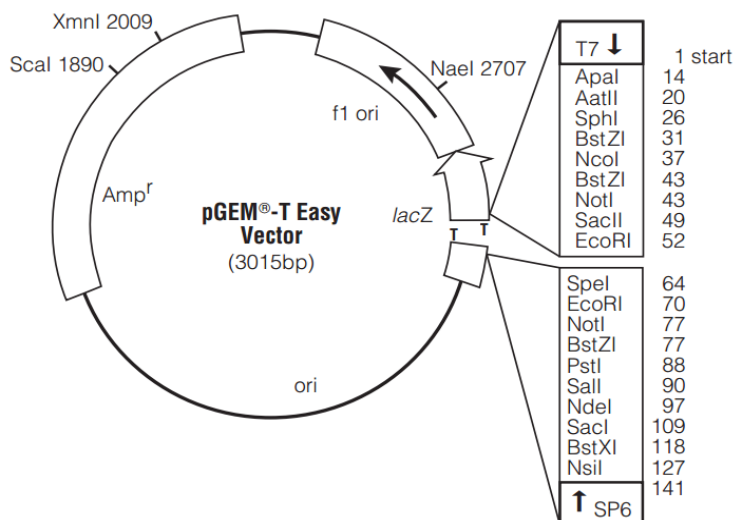 XmnI 2009
ScaI 1890
NaeI 2707
f1 ori
Ampr
lacZ
T T
pGEM®-T Easy
Vector
(3015bp)
ori
T7 ↓
1 start
ApaI 14
AatII 20
SphI 26
BstZI 31
NcoI 37
BstZI 43
NotI 43
SacII 49
EcoRI 52
SpeI 64
EcoRI 70
NotI 77
BstZI 77
PstI 88
SalI 90
NdeI 97
SacI 109
BstXI 118
NsiI 127
141
↑ SP6